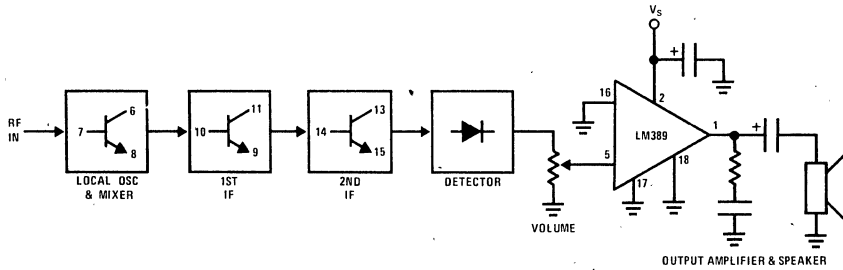 RF
IN
7
6
8
LOCAL OSC
& MIXER
10
11
9
1ST
IF
14
13
15
2ND
IF
DETECTOR
VOLUME
VS
+
2
16
5
LM389
1
17
18
+
OUTPUT AMPLIFIER & SPEAKER